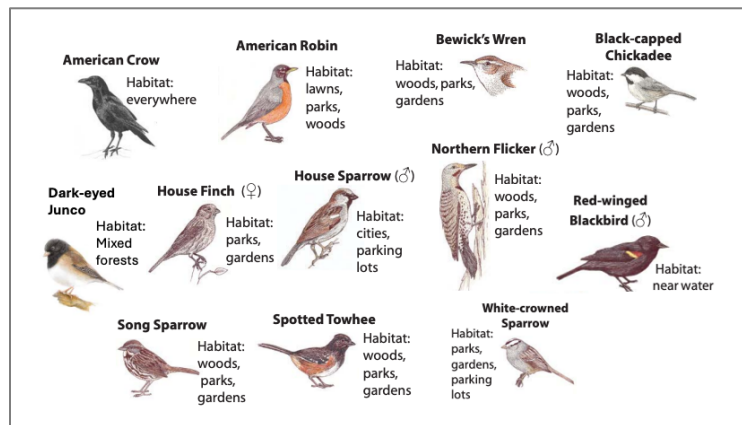 American Crow
Habitat:
everywhere
American Robin
Habitat:
lawns,
parks,
woods
Bewick's Wren
Habitat:
woods, parks,
gardens
Black-capped
Chickadee
Habitat:
woods,
parks,
gardens
Dark-eyed
Junco
Habitat:
Mixed
forests
House Finch (♀)
Habitat:
parks,
gardens
House Sparrow (♂)
Habitat:
cities,
parking
lots
Northern Flicker (♂)
Habitat:
woods,
parks,
gardens
Red-winged
Blackbird (♂)
Habitat:
near water
Song Sparrow
Habitat:
woods,
parks,
gardens
Spotted Towhee
Habitat:
woods,
parks,
gardens
White-crowned
Sparrow
Habitat:
parks,
gardens,
parking
lots